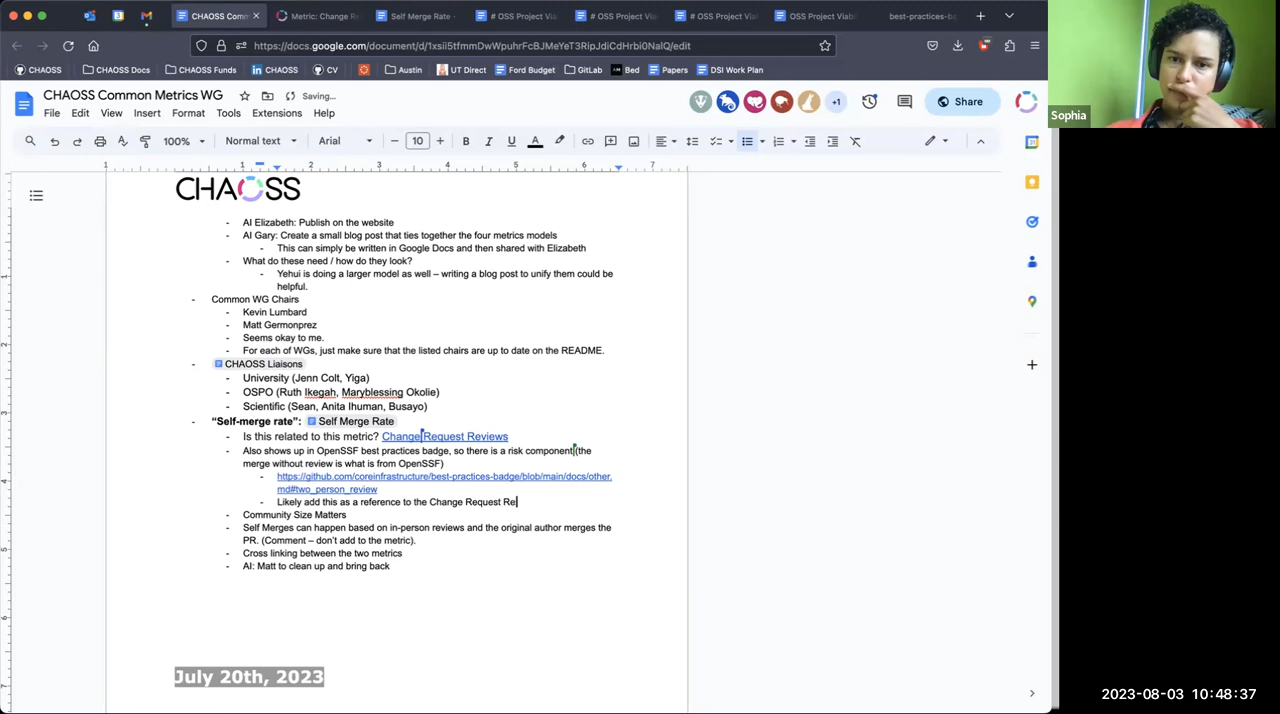 CHAOSS Comm
Metric: Change Re
Self Merge Rate -
# OSS Project Via
# OSS Project Via
# OSS Project Via
OSS Project Viabil
best-practices-b
https://docs.google.com/document/d/1xsii5tfmmDwWpuhrFcBJMeYeT3RipJdiCdHrbi0NalQ/edit
CHAOSS
CHAOSS Docs
CHAOSS Funds
CHAOSS
CV
Austin
UT Direct
Ford Budget
GitLab
Bed
Papers
DSI Work Plan
Sophia
CHAOSS Common Metrics WG
Saving...
File Edit View Insert Format Tools Extensions Help
+1
Share
100%
Normal text
Arial
10
1 1 2 3 4 5 6 7
CHAOSS
- AI Elizabeth: Publish on the website
- AI Gary: Create a small blog post that ties together the four metrics models
- This can simply be written in Google Docs and then shared with Elizabeth
- What do these need / how do they look?
- Yehui is doing a larger model as well – writing a blog post to unify them could be
helpful.
- Common WG Chairs
- Kevin Lumbard
- Matt Germonprez
- Seems okay to me.
- For each of WGs, just make sure that the listed chairs are up to date on the README.
- CHAOSS Liaisons
- University (Jenn Colt, Yiga)
- OSPO (Ruth Ikegah, Maryblessing Okolie)
- Scientific (Sean, Anita Ihuman, Busayo)
- “Self-merge rate”: Self Merge Rate
- Is this related to this metric? Change Request Reviews
- Also shows up in OpenSSF best practices badge, so there is a risk component (the
merge without review is what is from OpenSSF)
- https://github.com/coreinfrastructure/best-practices-badge/blob/main/docs/other.
md#two_person_review
- Likely add this as a reference to the Change Request Re
- Community Size Matters
- Self Merges can happen based on in-person reviews and the original author merges the
PR. (Comment – don’t add to the metric).
- Cross linking between the two metrics
- AI: Matt to clean up and bring back
July 20th, 2023
2023-08-03 10:48:37